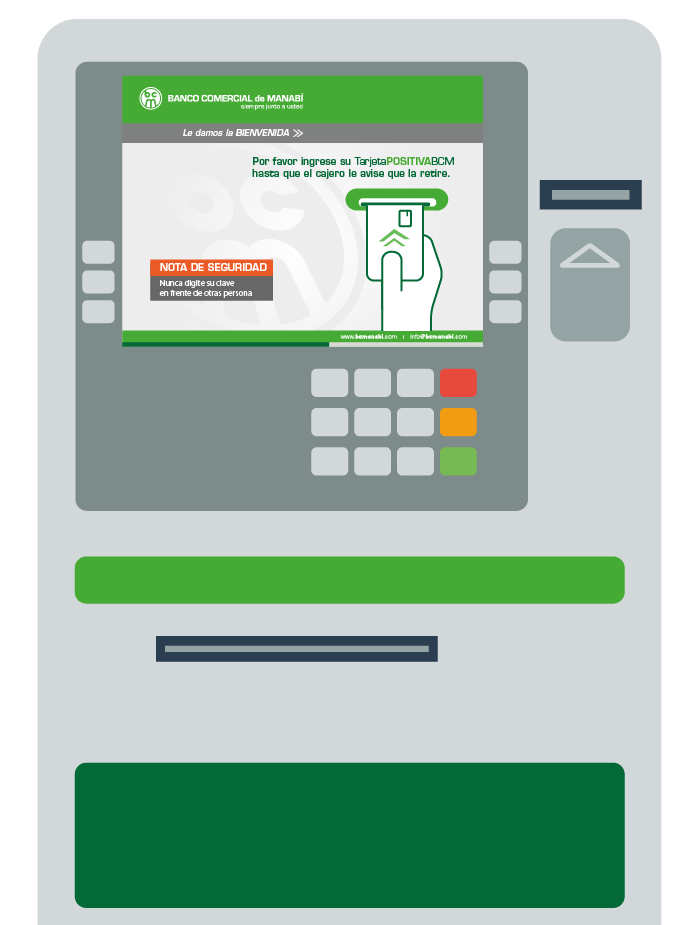 bc
m
BANCO COMERCIAL de MANABÍ
siempre junto a usted
Le damos la BIENVENIDA
Por favor ingrese su TarjetaPOSITIVABCM
hasta que el cajero le avise que la retire.
NOTA DE SEGURIDAD
Nunca digite su clave
en frente de otras persona
www.bcmanabi.com | info@bcmanabi.com